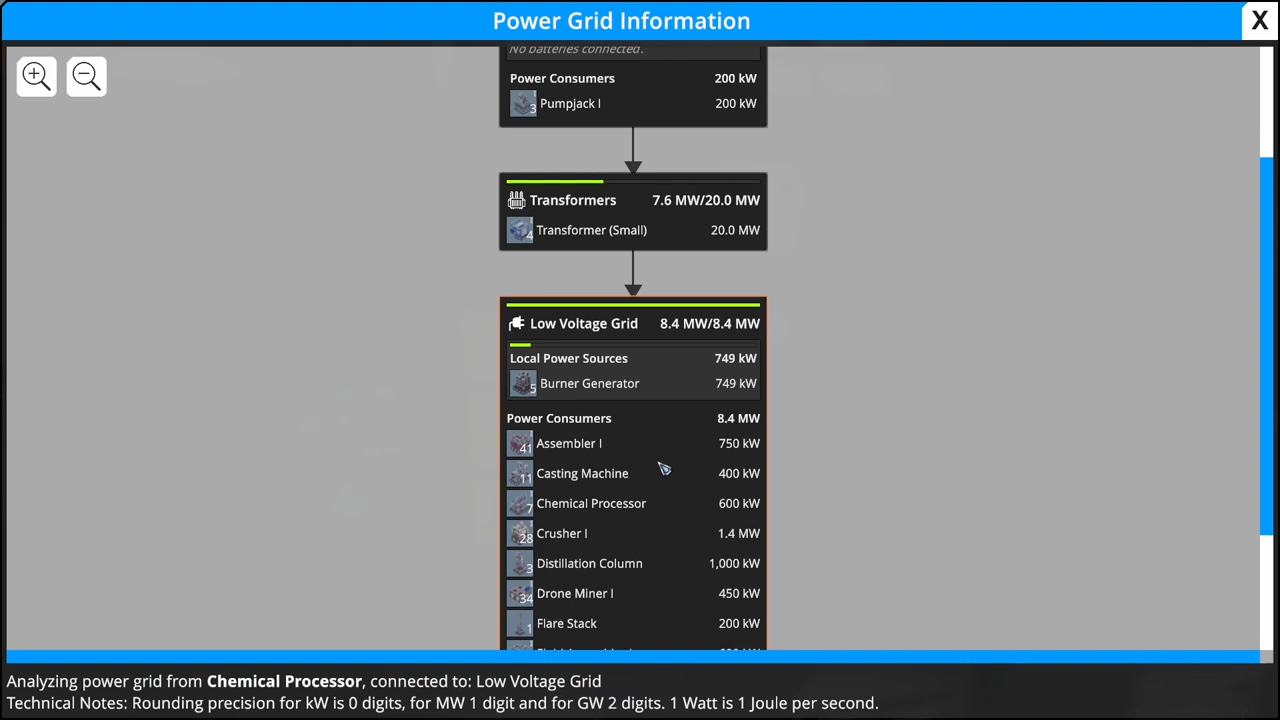 Power Grid Information
X
No batteries connected.
Power Consumers 200 kW
3 Pumpjack I 200 kW
Transformers 7.6 MW/20.0 MW
4 Transformer (Small) 20.0 MW
Low Voltage Grid 8.4 MW/8.4 MW
Local Power Sources 749 kW
5 Burner Generator 749 kW
Power Consumers 8.4 MW
41 Assembler I 750 kW
11 Casting Machine 400 kW
7 Chemical Processor 600 kW
28 Crusher I 1.4 MW
3 Distillation Column 1,000 kW
34 Drone Miner I 450 kW
1 Flare Stack 200 kW
Analyzing power grid from Chemical Processor, connected to: Low Voltage Grid
Technical Notes: Rounding precision for kW is 0 digits, for MW 1 digit and for GW 2 digits. 1 Watt is 1 Joule per second.